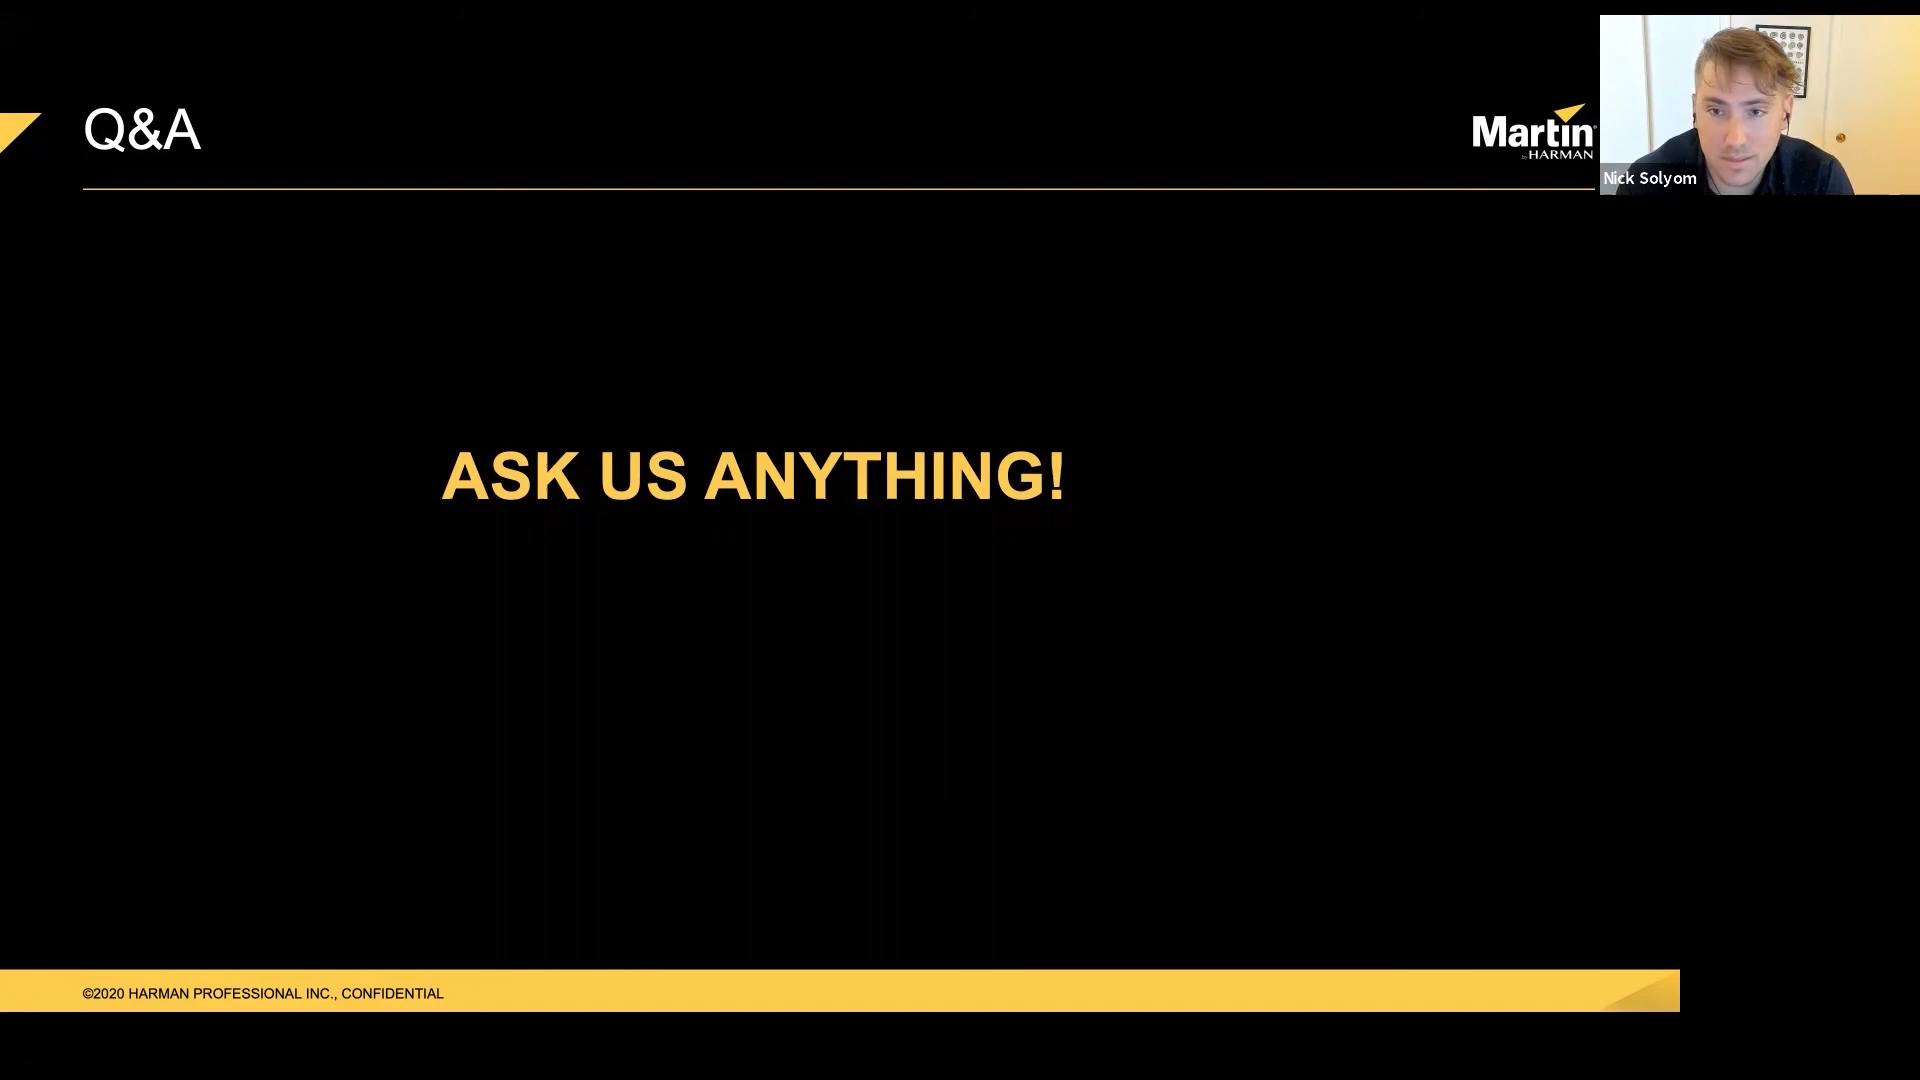 Q&A
Martin
by HARMAN
Nick Solyom
ASK US ANYTHING!
©2020 HARMAN PROFESSIONAL INC., CONFIDENTIAL